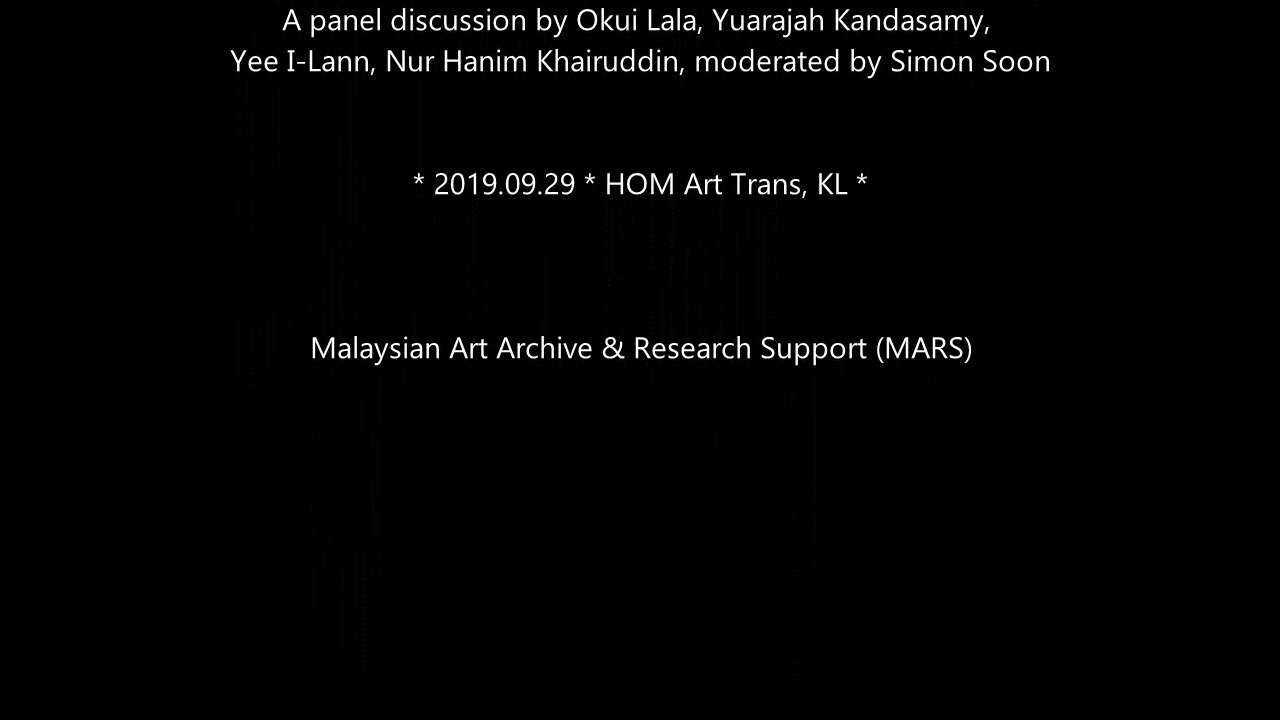 A panel discussion by Okui Lala, Yuarajah Kandasamy,
Yee I-Lann, Nur Hanim Khairuddin, moderated by Simon Soon
* 2019.09.29 * HOM Art Trans, KL *
Malaysian Art Archive & Research Support (MARS)